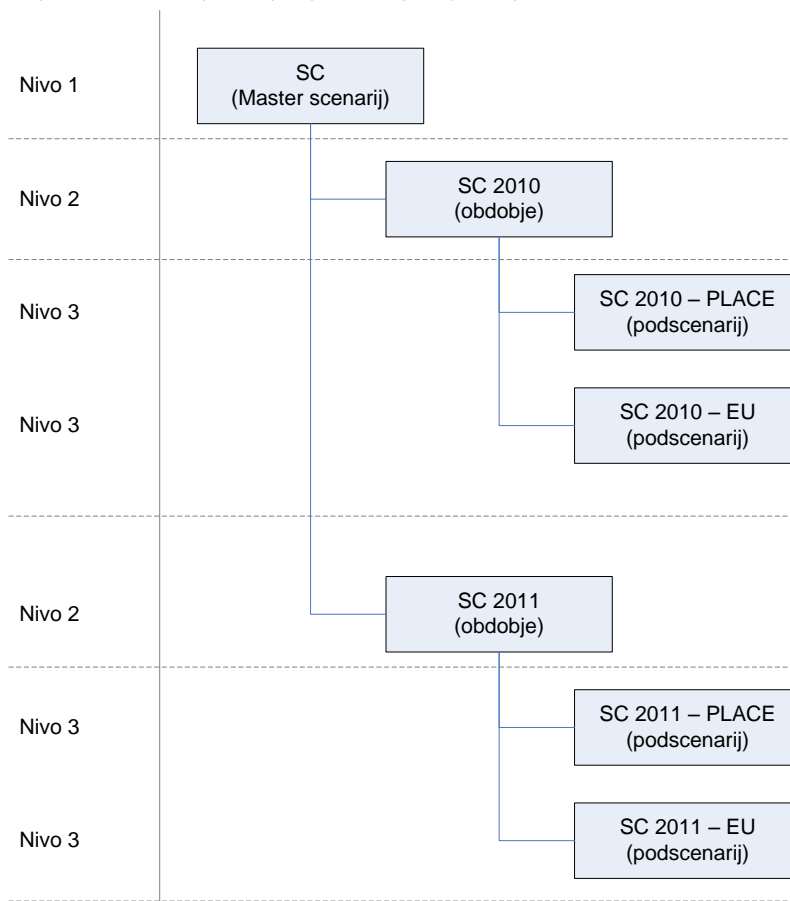 Nivo 1
SC
(Master scenarij)
Nivo 2
SC 2010
(obdobje)
Nivo 3
SC 2010 – PLACE
(podscenarij)
Nivo 3
SC 2010 – EU
(podscenarij)
Nivo 2
SC 2011
(obdobje)
Nivo 3
SC 2011 – PLACE
(podscenarij)
Nivo 3
SC 2011 – EU
(podscenarij)